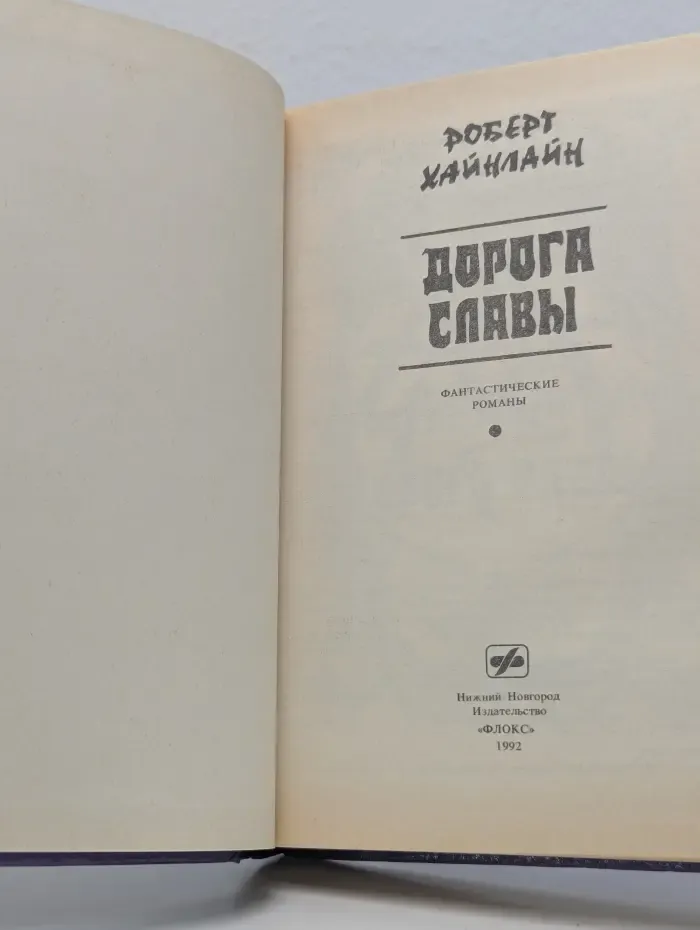 РОБЕРТ
ХАЙНЛАЙН
ДОРОГА
СЛАВЫ
ФАНТАСТИЧЕСКИЕ
РОМАНЫ
Нижний Новгород
Издательство
«ФЛОКС»
1992